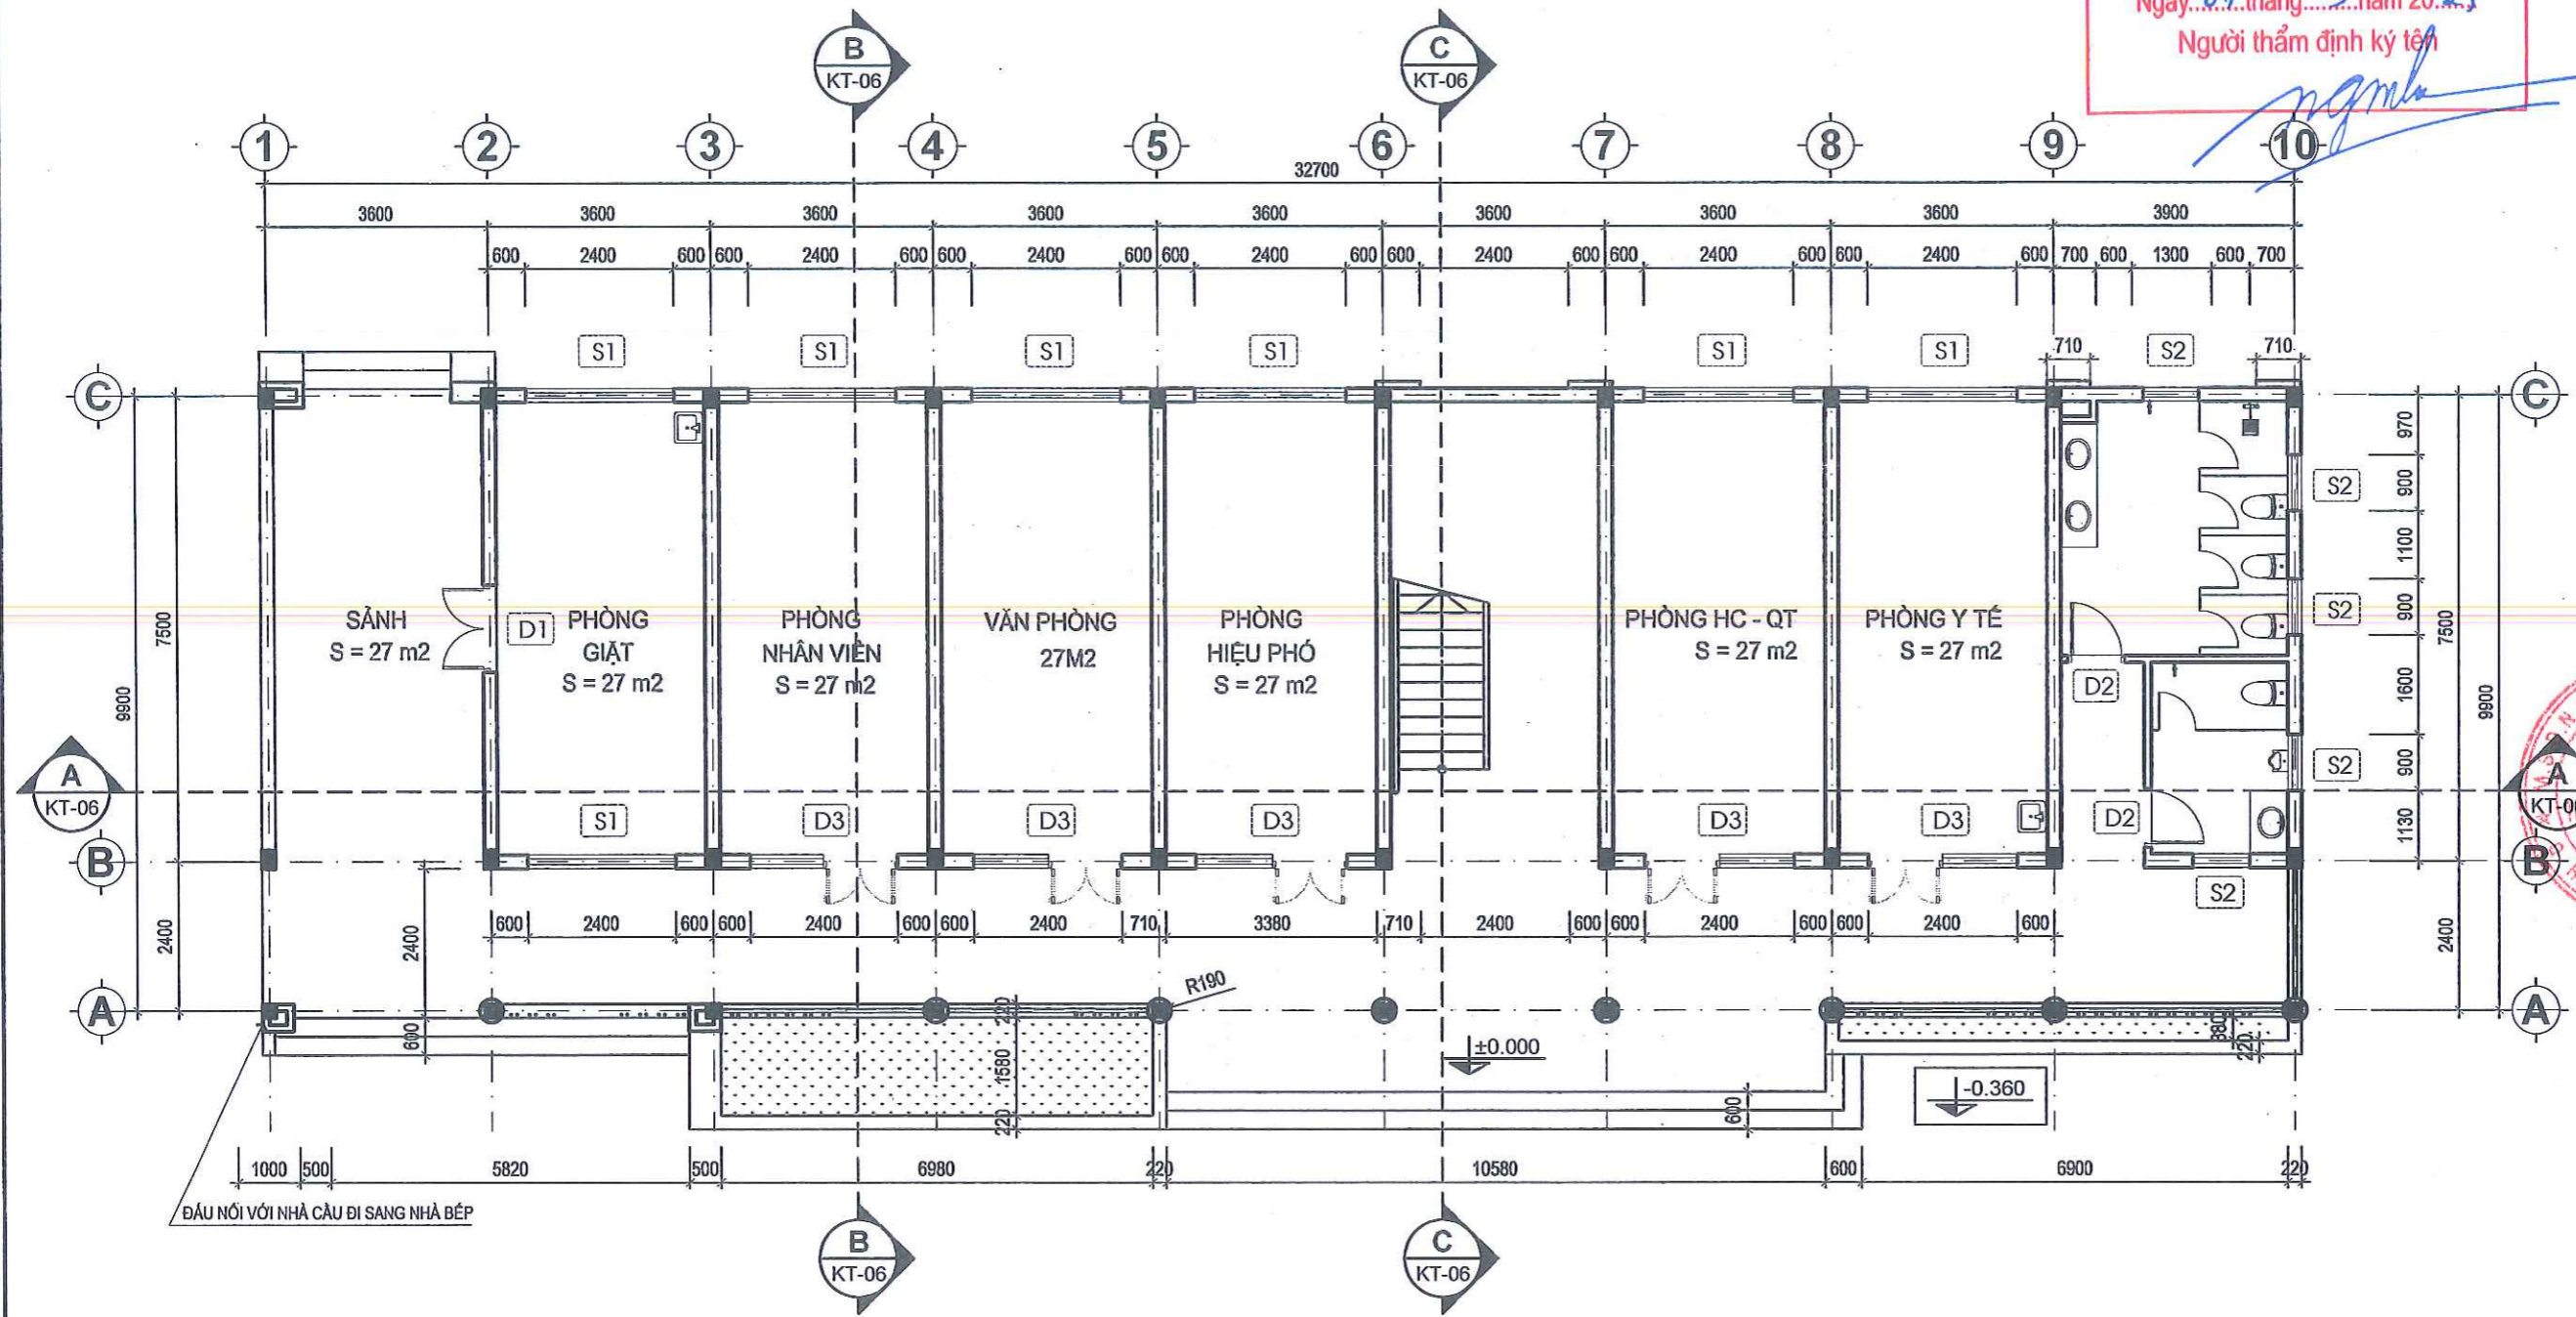 Ngày.........tháng.........năm 20.....
Người thẩm định ký tên
B
KT-06
C
KT-06
1 2 3 4 5 6 7 8 9 10
32700
3600 3600 3600 3600 3600 3600 3600 3600 3900
600 2400 600 600 2400 600 600 2400 600 600 2400 600 600 2400 600 600 2400 600 600 2400 600 700 600 1300 600 700
S1 S1 S1 S1 S1 S1 710 S2 710
C C
970
900
1100
900
1600
900
1130
S2
S2
S2
7500
9900
2400
7500
9900
2400
SẢNH
S = 27 m2
D1
PHÒNG
GIẶT
S = 27 m2
PHÒNG
NHÂN VIÊN
S = 27 m2
VĂN PHÒNG
27M2
PHÒNG
HIỆU PHÓ
S = 27 m2
PHÒNG HC - QT
S = 27 m2
PHÒNG Y TẾ
S = 27 m2
D2
A
KT-06
A
S1 D3 D3 D3 D3 D3 D2
B B
S2
600 2400 600 600 2400 600 600 2400 710 3380 710 2400 600 600 2400 600 600 2400 600
2400
600
R190
A A
220
1580
220
±0.000
600
380
220
-0.360
1000 500 5820 500 6980 220 10580 600 6900 220
ĐẤU NỐI VỚI NHÀ CẦU ĐI SANG NHÀ BẾP
B
KT-06
C
KT-06